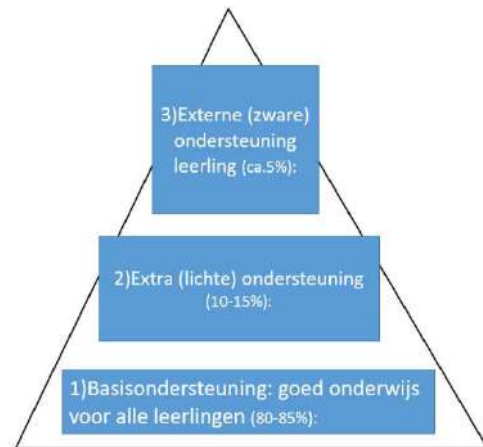 3)Externe (zware)
ondersteuning
leerling (ca.5%):
2)Extra (lichte) ondersteuning
(10-15%):
1)Basisondersteuning: goed onderwijs
voor alle leerlingen (80-85%):